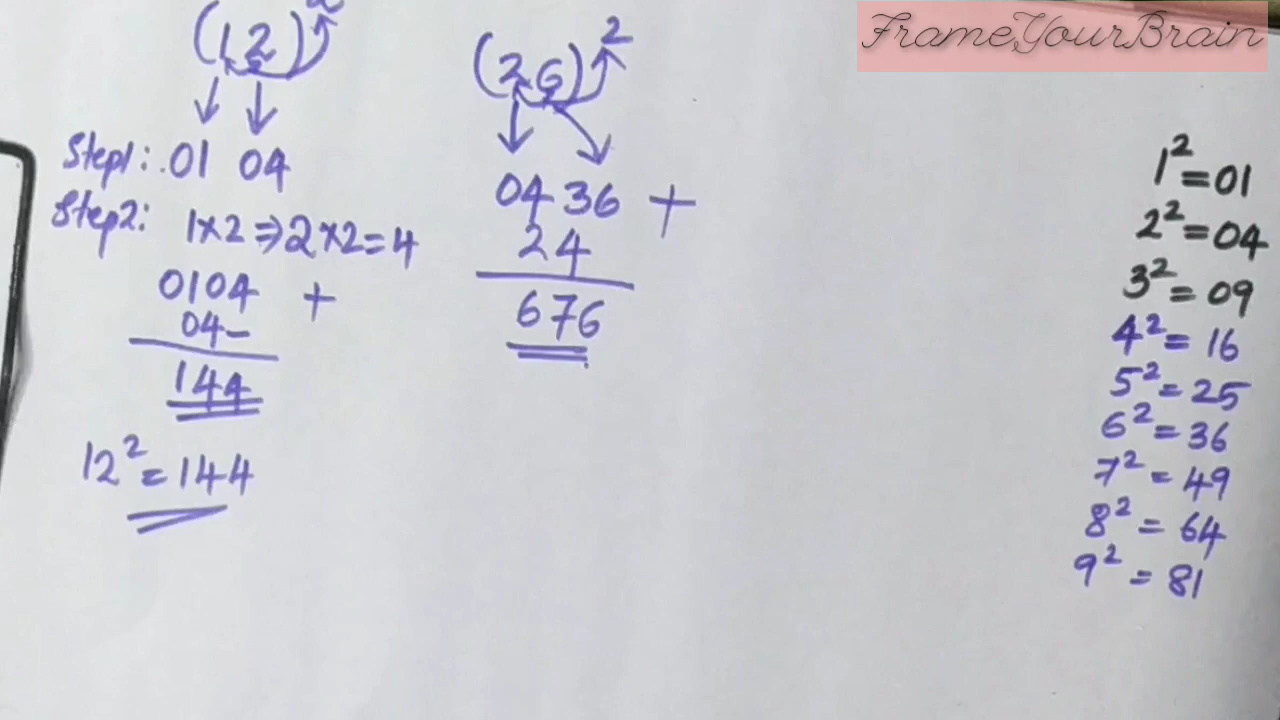 FrameYourBrain
(12)²
Step1: 01 04
Step2: 1×2 ⇒ 2×2=4
0104 +
04-
144
12² = 144
(26)²
0436 +
24
676
1² = 01
2² = 04
3² = 09
4² = 16
5² = 25
6² = 36
7² = 49
8² = 64
9² = 81